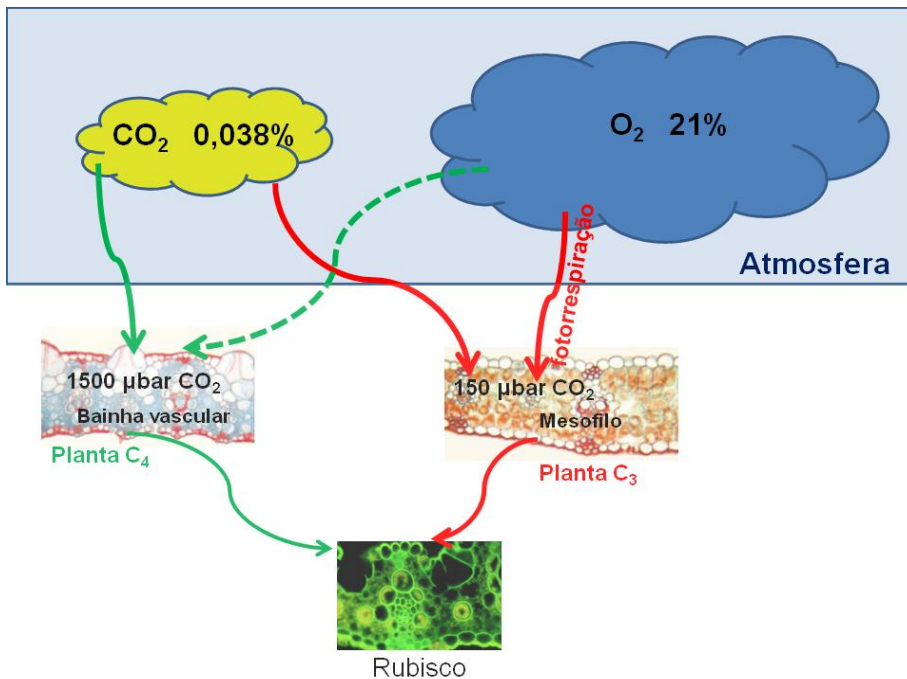 CO₂ 0,038%
O₂ 21%
fotorrespiração
Atmosfera
1500 µbar CO₂
Bainha vascular
Planta C₄
150 µbar CO₂
Mesofilo
Planta C₃
Rubisco